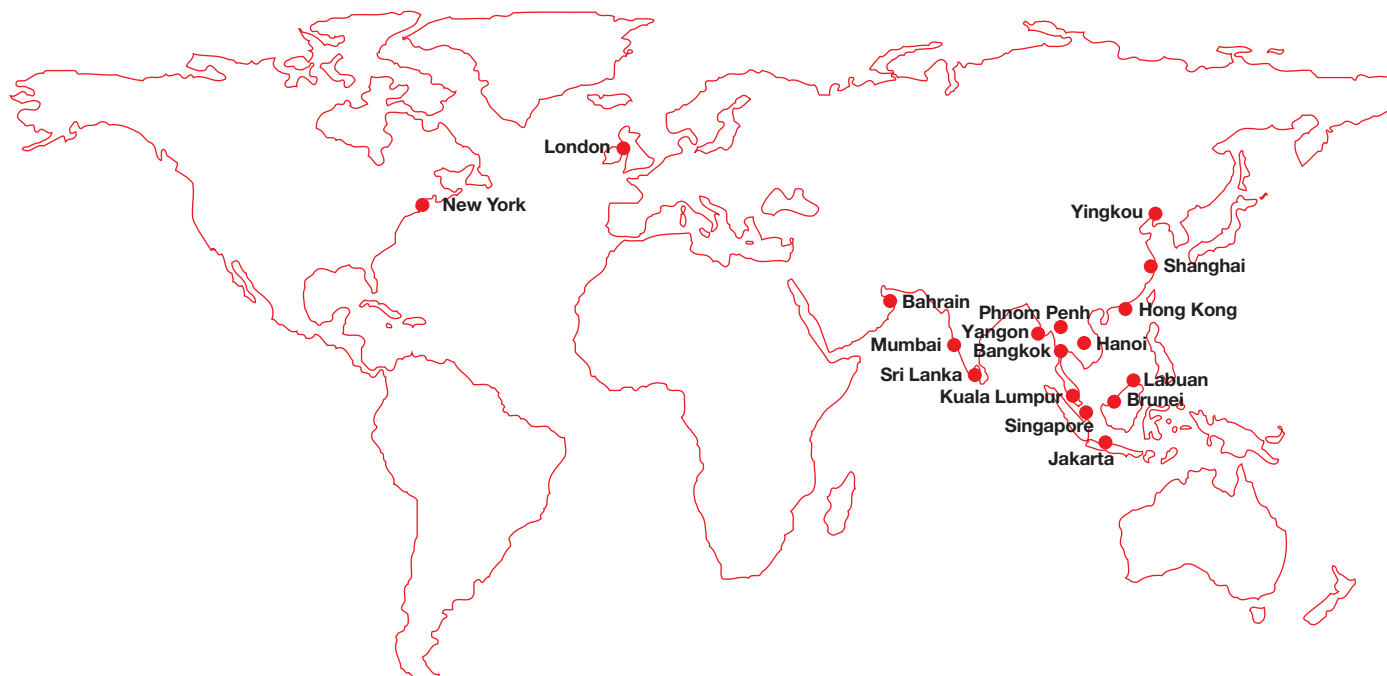 London
New York
Yingkou
Shanghai
Bahrain
Hong Kong
Phnom Penh
Yangon
Hanoi
Mumbai
Bangkok
Sri Lanka
Labuan
Kuala Lumpur
Brunei
Singapore
Jakarta